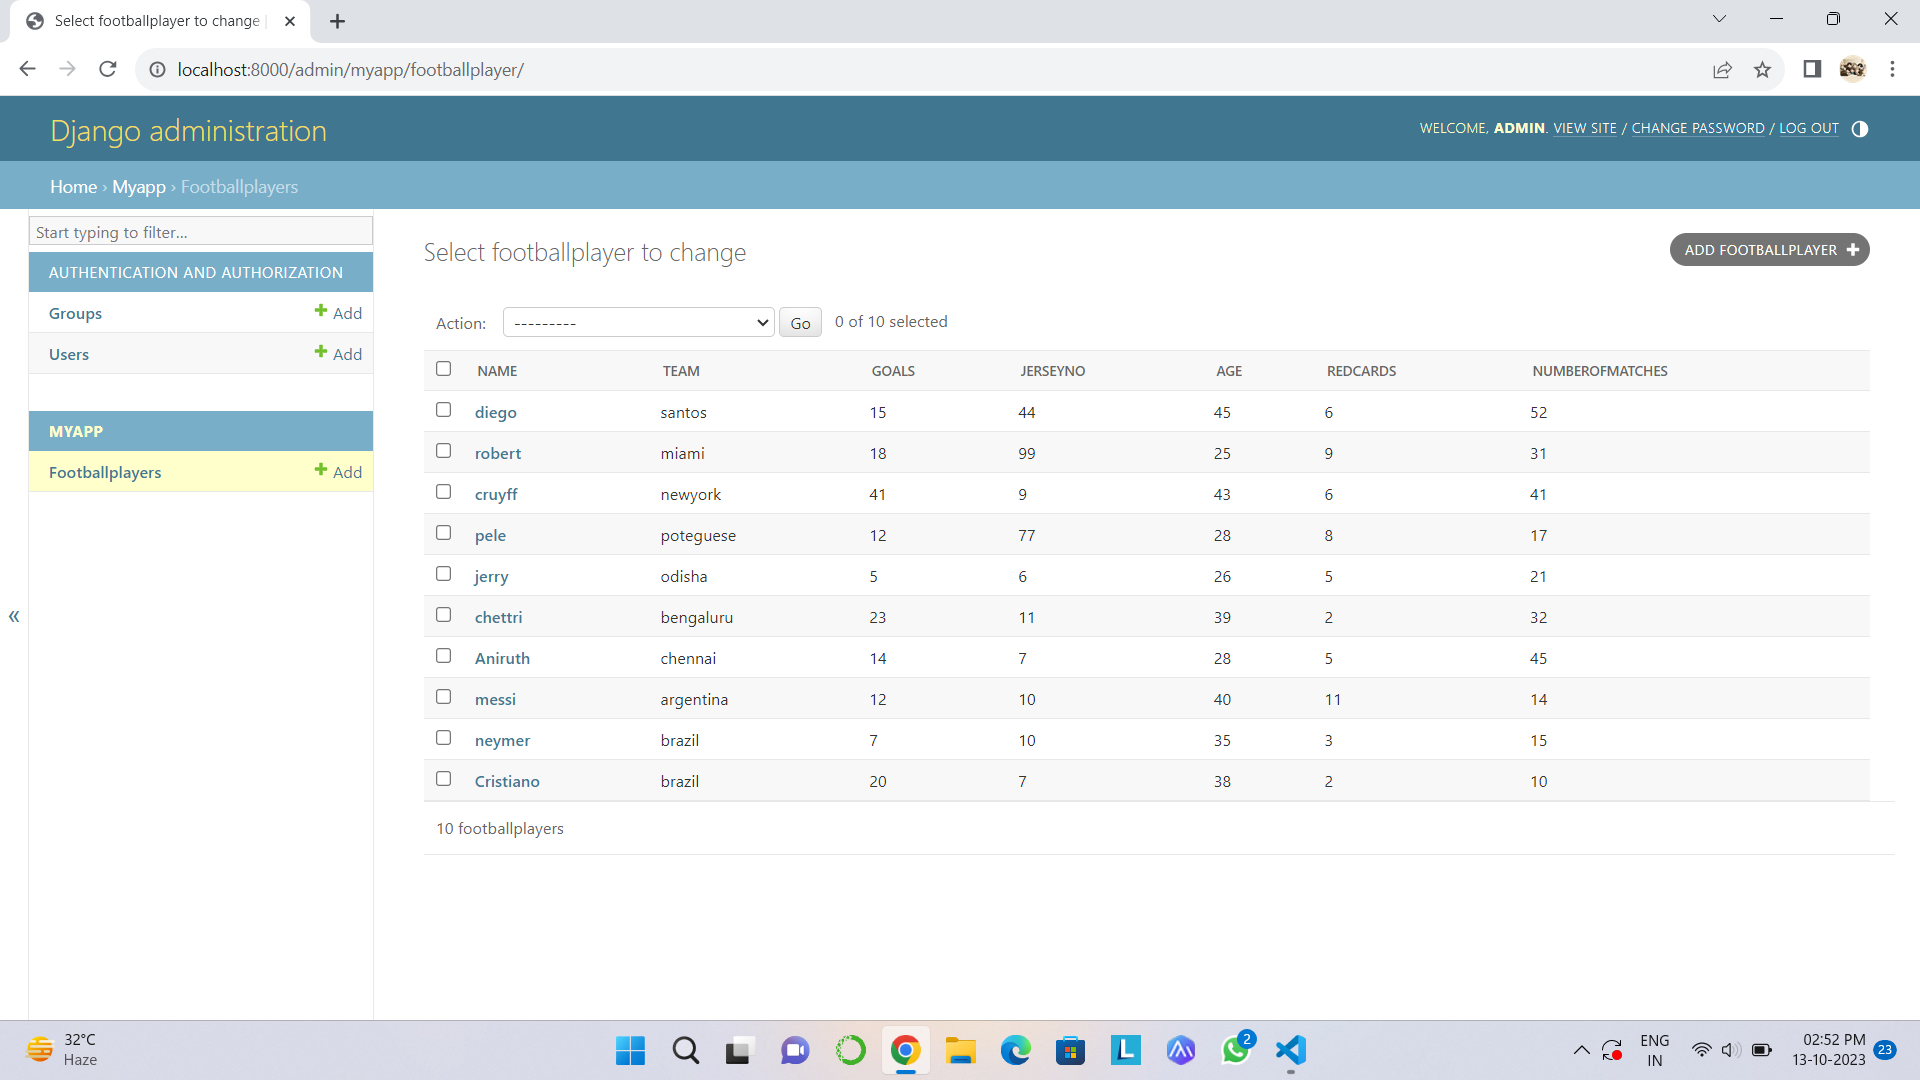 Select footballplayer to change
localhost:8000/admin/myapp/footballplayer/
Django administration
WELCOME, ADMIN. VIEW SITE / CHANGE PASSWORD / LOG OUT
Home › Myapp › Footballplayers
Start typing to filter...
AUTHENTICATION AND AUTHORIZATION
Groups Add
Users Add
MYAPP
Footballplayers Add
«
Select footballplayer to change
ADD FOOTBALLPLAYER +
Action: --------- Go 0 of 10 selected
NAME TEAM GOALS JERSEYNO AGE REDCARDS NUMBEROFMATCHES
diego santos 15 44 45 6 52
robert miami 18 99 25 9 31
cruyff newyork 41 9 43 6 41
pele poteguese 12 77 28 8 17
jerry odisha 5 6 26 5 21
chettri bengaluru 23 11 39 2 32
Aniruth chennai 14 7 28 5 45
messi argentina 12 10 40 11 14
neymer brazil 7 10 35 3 15
Cristiano brazil 20 7 38 2 10
10 footballplayers
32°C
Haze
L
2
ENG
IN
02:52 PM
13-10-2023
23